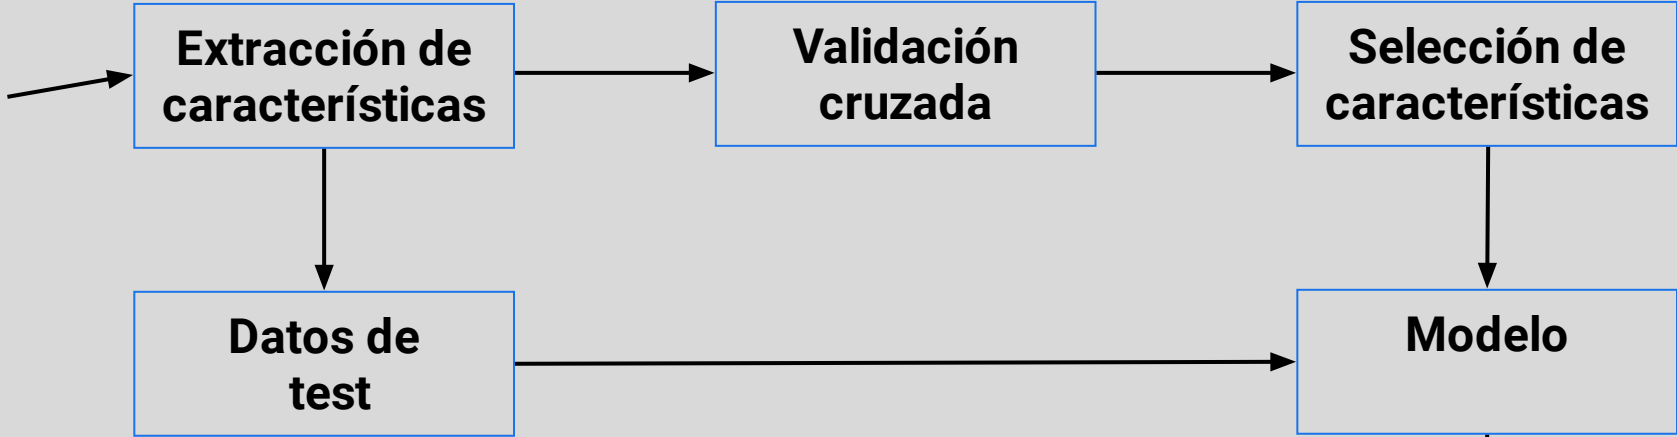 Extracción de
características
Validación
cruzada
Selección de
características
Datos de
test
Modelo